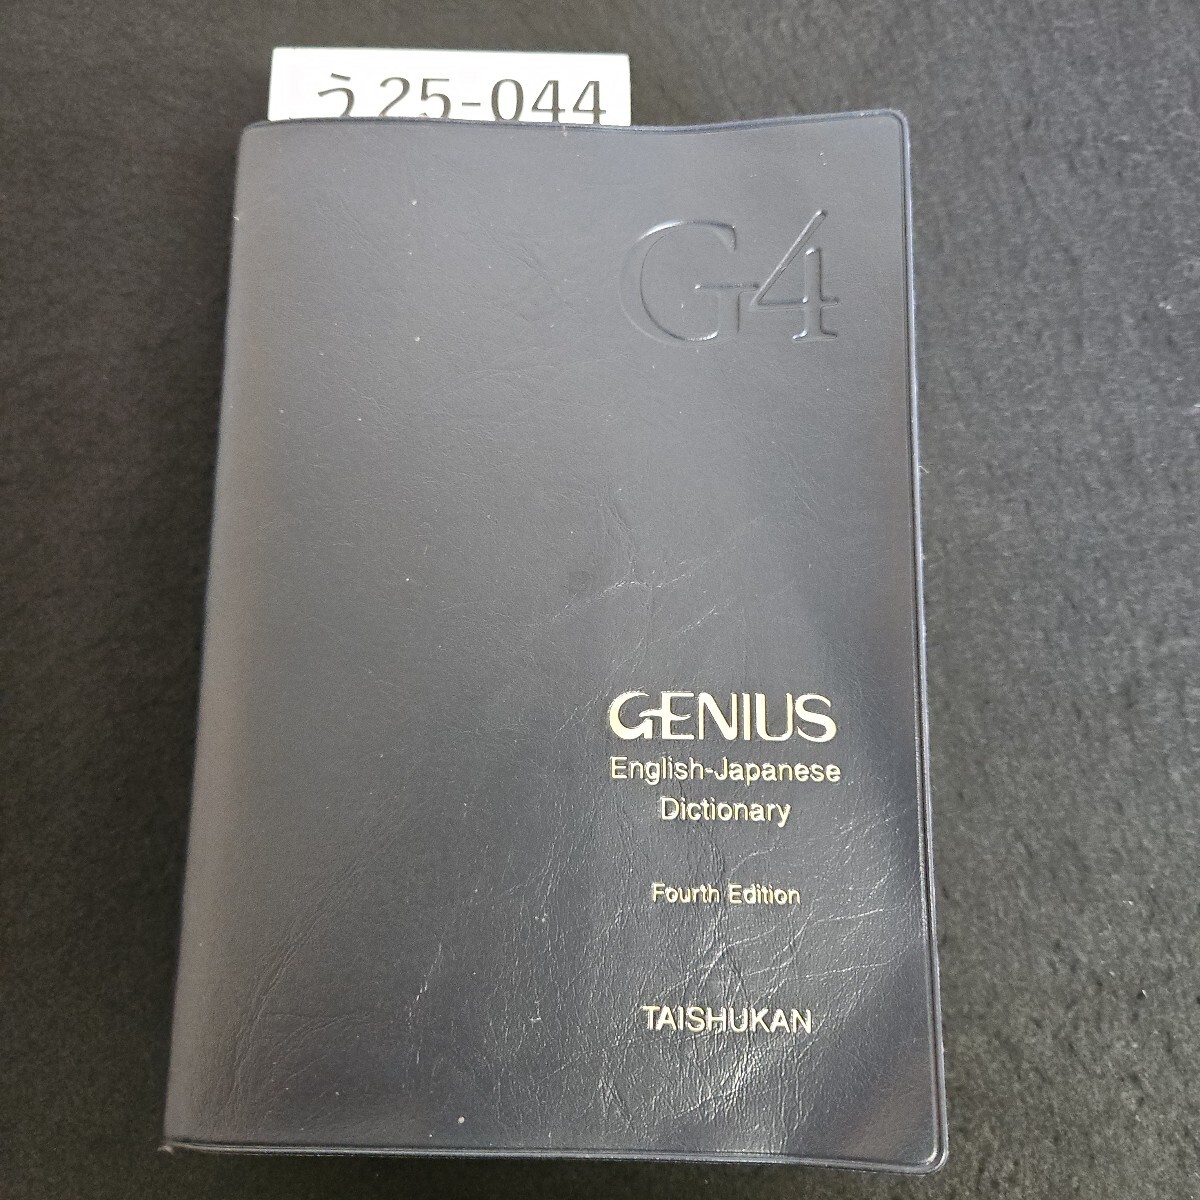 う25-044
G4
GENIUS
English-Japanese
Dictionary
Fourth Edition
TAISHUKAN